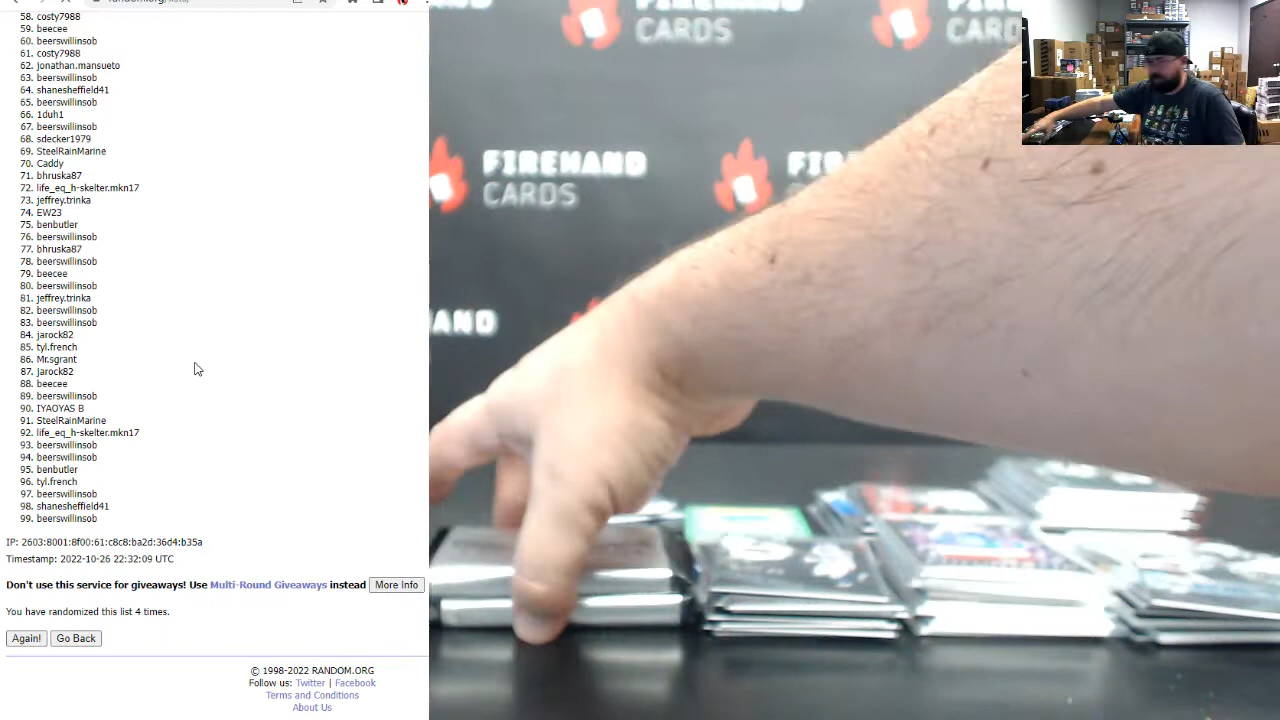 58. costy7988
59. beecee
60. beerswillinsob
61. costy7988
62. jonathan.mansueto
63. beerswillinsob
64. shanesheffield41
65. beerswillinsob
66. 1duh1
67. beerswillinsob
68. sdecker1979
69. SteelRainMarine
70. Caddy
71. bhruska87
72. life_eq_h-skelter.mkn17
73. jeffrey.trinka
74. EW23
75. benbutler
76. beerswillinsob
77. bhruska87
78. beerswillinsob
79. beecee
80. beerswillinsob
81. jeffrey.trinka
82. beerswillinsob
83. beerswillinsob
84. jarock82
85. tyl.french
86. Mr.sgrant
87. jarock82
88. beecee
89. beerswillinsob
90. IYAOYAS B
91. SteelRainMarine
92. life_eq_h-skelter.mkn17
93. beerswillinsob
94. beerswillinsob
95. benbutler
96. tyl.french
97. beerswillinsob
98. shanesheffield41
99. beerswillinsob
IP: 2603:8001:8f00:61:c8c8:ba2d:36d4:b35a
Timestamp: 2022-10-26 22:32:09 UTC
Don't use this service for giveaways! Use Multi-Round Giveaways instead More Info
You have randomized this list 4 times.
Again! Go Back
© 1998-2022 RANDOM.ORG
Follow us: Twitter | Facebook
Terms and Conditions
About Us
CARDS
FIREHAND
CARDS